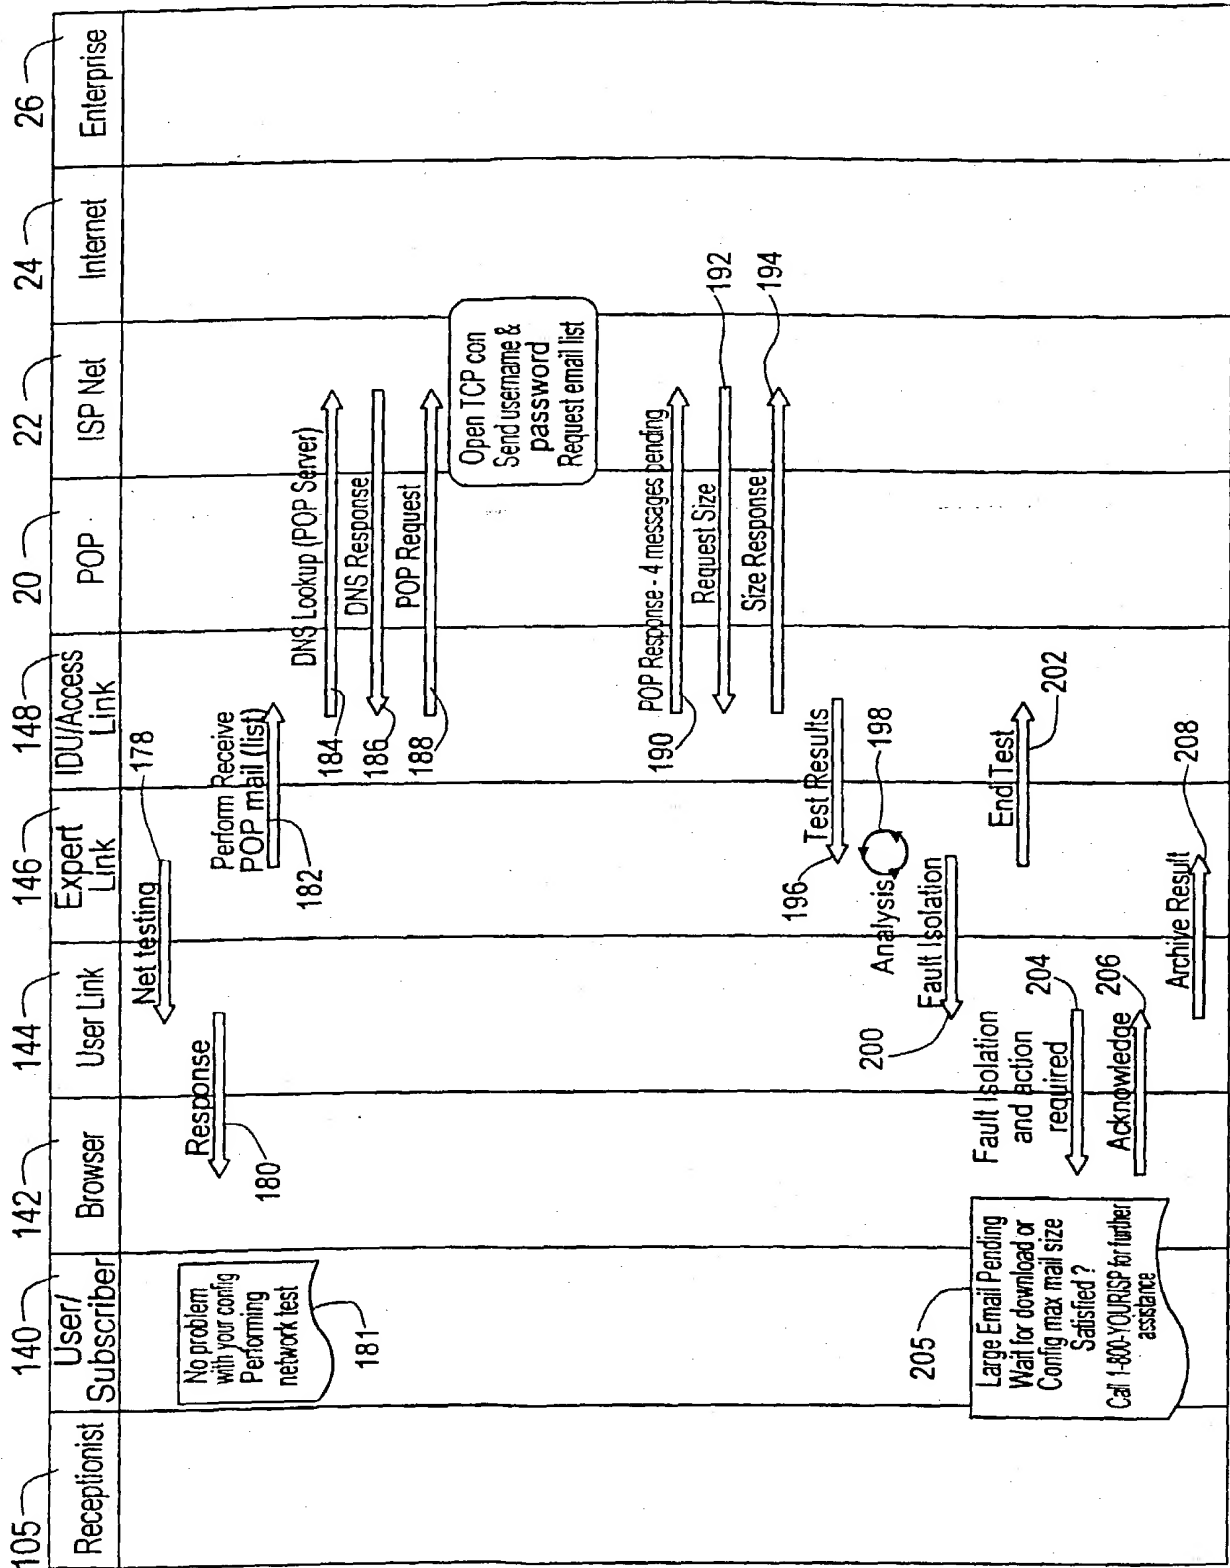 105
140
142
144
146
148
20
22
24
26
Receptionist
User/
Subscriber
Browser
User Link
Expert
Link
IDU/Access
Link
POP
ISP Net
Internet
Enterprise
Net testing
178
Response
180
No problem
with your config
Performing
network test
181
Perform Receive
POP mail (list)
182
DNS Lookup (POP Server)
184
DNS Response
186
POP Request
188
Open TCP con
Send username &
password
Request email list
POP Response - 4 messages pending
190
Request Size
192
Size Response
194
Test Results
196
Analysis
198
Fault Isolation
200
End Test
202
Fault Isolation
and action
required
204
Large Email Pending
Wait for download or
Config max mail size
Satisfied ?
Call 1-800-YOURISP for further
assistance
205
Acknowledge
206
Archive Result
208